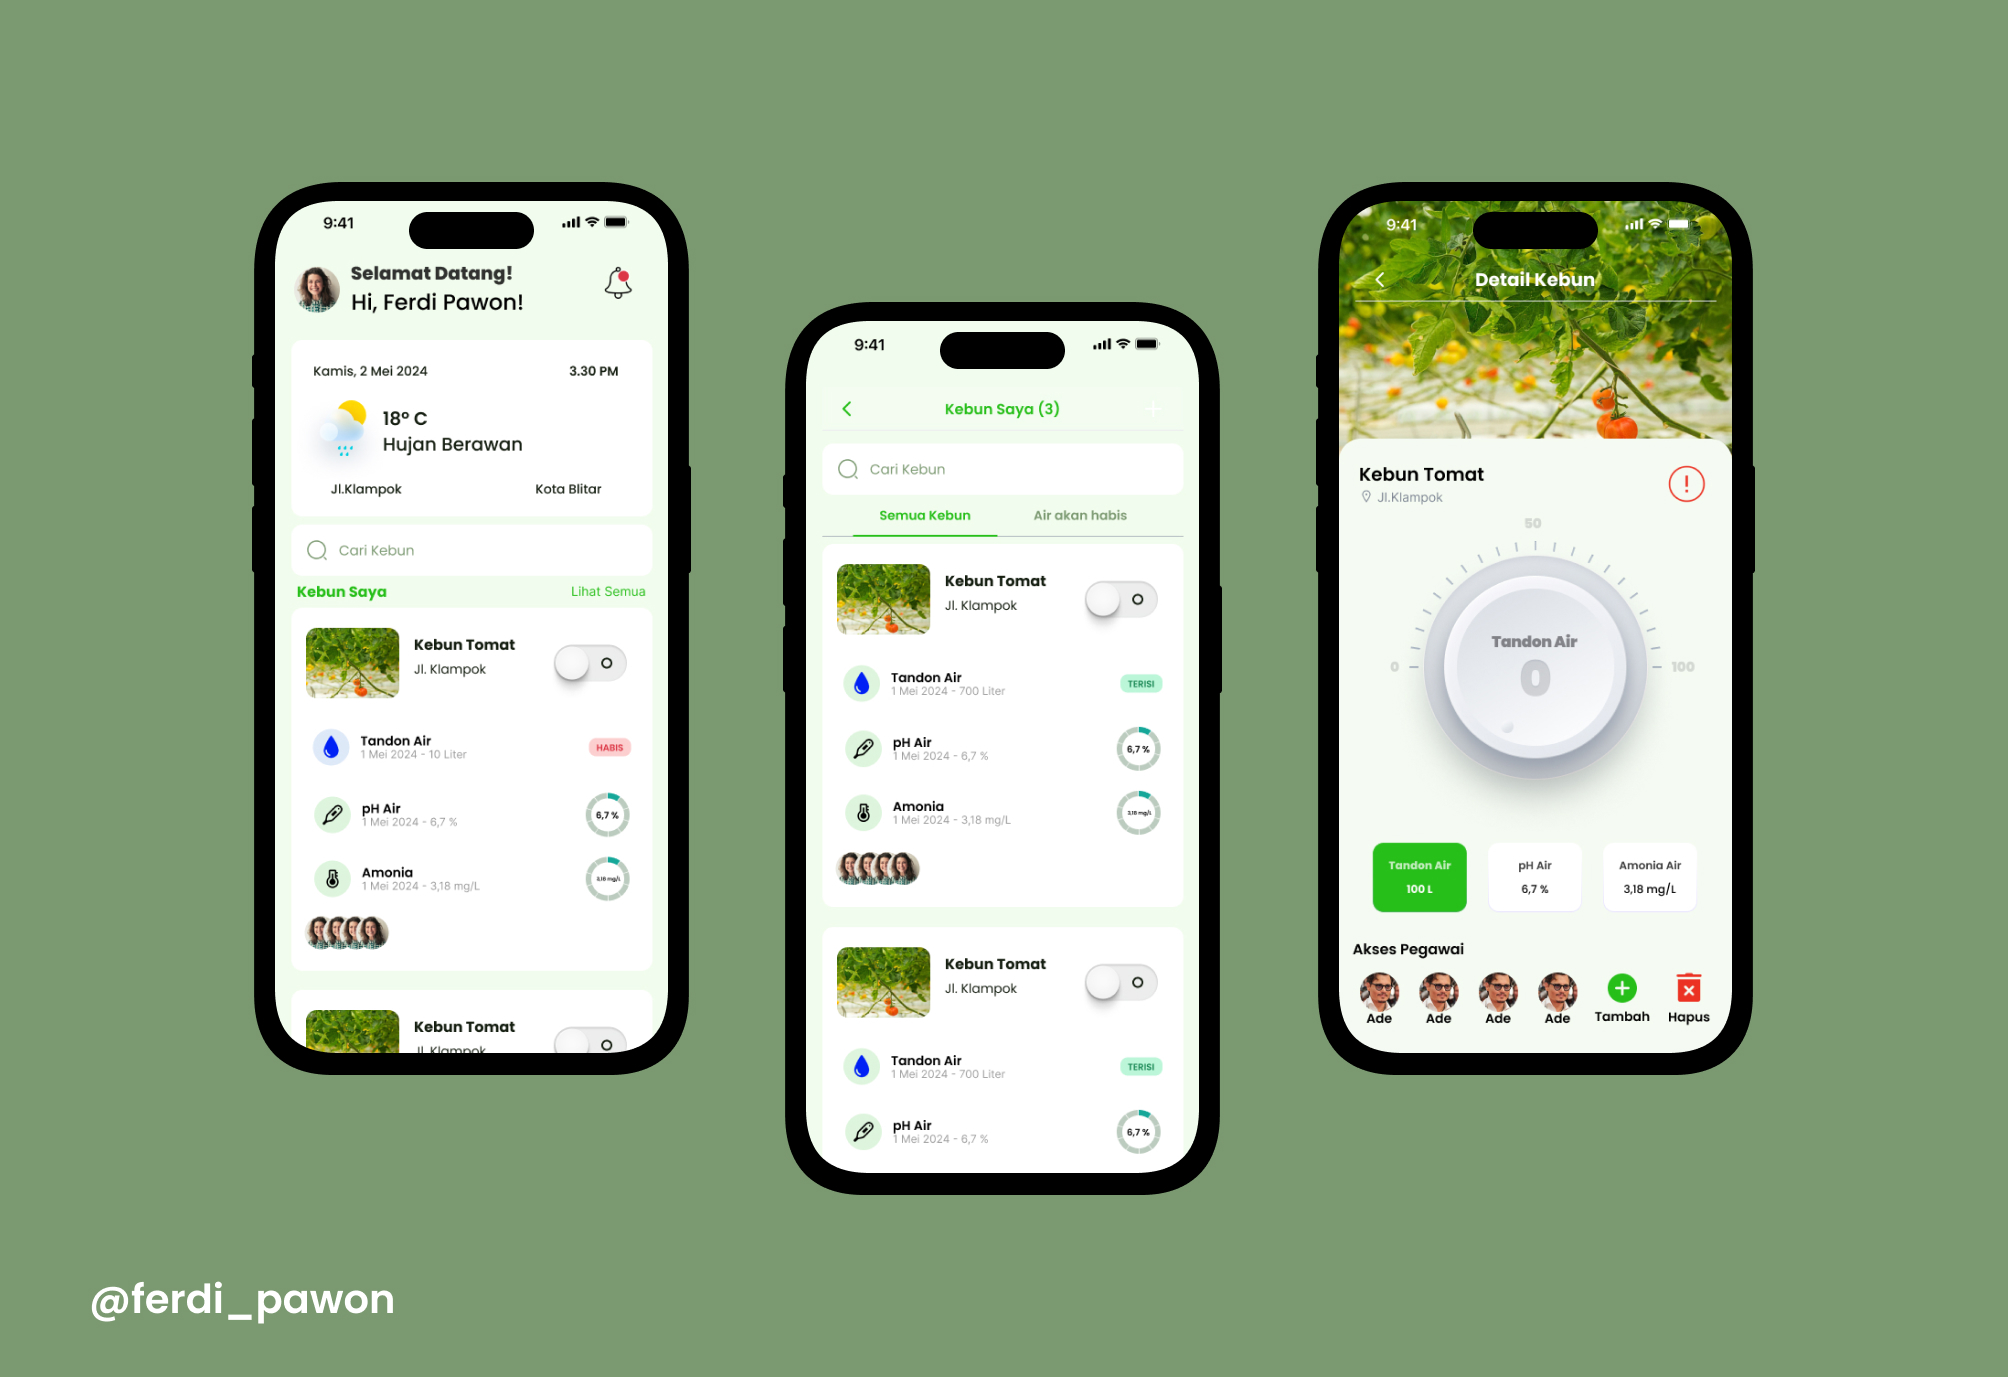 9:41
Selamat Datang!
Hi, Ferdi Pawon!
Kamis, 2 Mei 2024
3.30 PM
18° C
Hujan Berawan
Jl.Klampok
Kota Blitar
Cari Kebun
Kebun Saya
Lihat Semua
Kebun Tomat
Jl. Klampok
Tandon Air
1 Mei 2024 - 10 Liter
HABIS
pH Air
1 Mei 2024 - 6,7 %
6,7 %
Amonia
1 Mei 2024 - 3,18 mg/L
3,18 mg/L
Kebun Tomat
Jl. Klampok
9:41
Kebun Saya (3)
Cari Kebun
Semua Kebun
Air akan habis
Kebun Tomat
Jl. Klampok
Tandon Air
1 Mei 2024 - 700 Liter
TERISI
pH Air
1 Mei 2024 - 6,7 %
6,7 %
Amonia
1 Mei 2024 - 3,18 mg/L
3,18 mg/L
Kebun Tomat
Jl. Klampok
Tandon Air
1 Mei 2024 - 700 Liter
TERISI
pH Air
1 Mei 2024 - 6,7 %
6,7 %
9:41
Detail Kebun
Kebun Tomat
Jl.Klampok
50
0
100
Tandon Air
0
Tandon Air
100 L
pH Air
6,7 %
Amonia Air
3,18 mg/L
Akses Pegawai
Ade
Ade
Ade
Ade
Tambah
Hapus
@ferdi_pawon